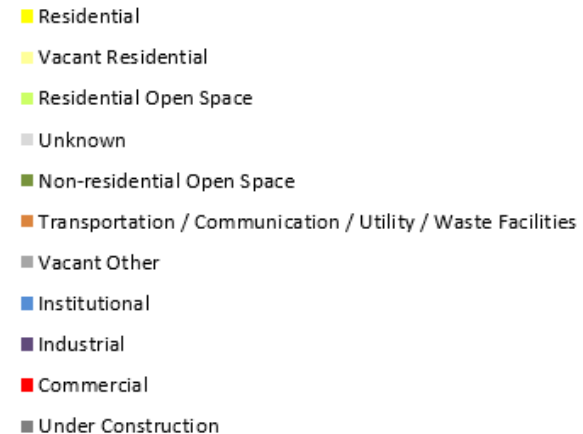 Residential
Vacant Residential
Residential Open Space
Unknown
Non-residential Open Space
Transportation / Communication / Utility / Waste Facilities
Vacant Other
Institutional
Industrial
Commercial
Under Construction